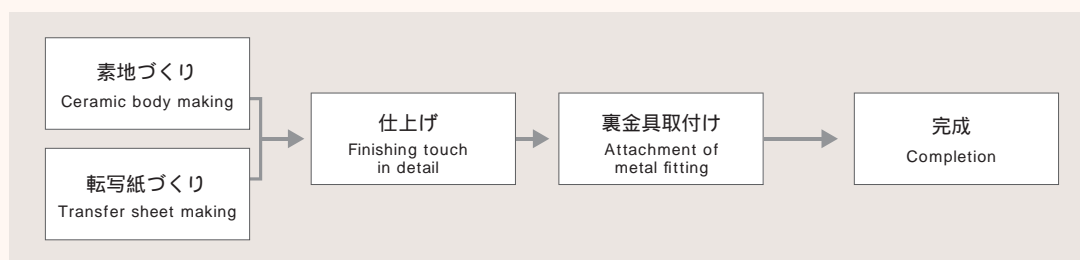 素地づくり
Ceramic body making
転写紙づくり
Transfer sheet making
仕上げ
Finishing touch
in detail
裏金具取付け
Attachment of
metal fitting
完成
Completion